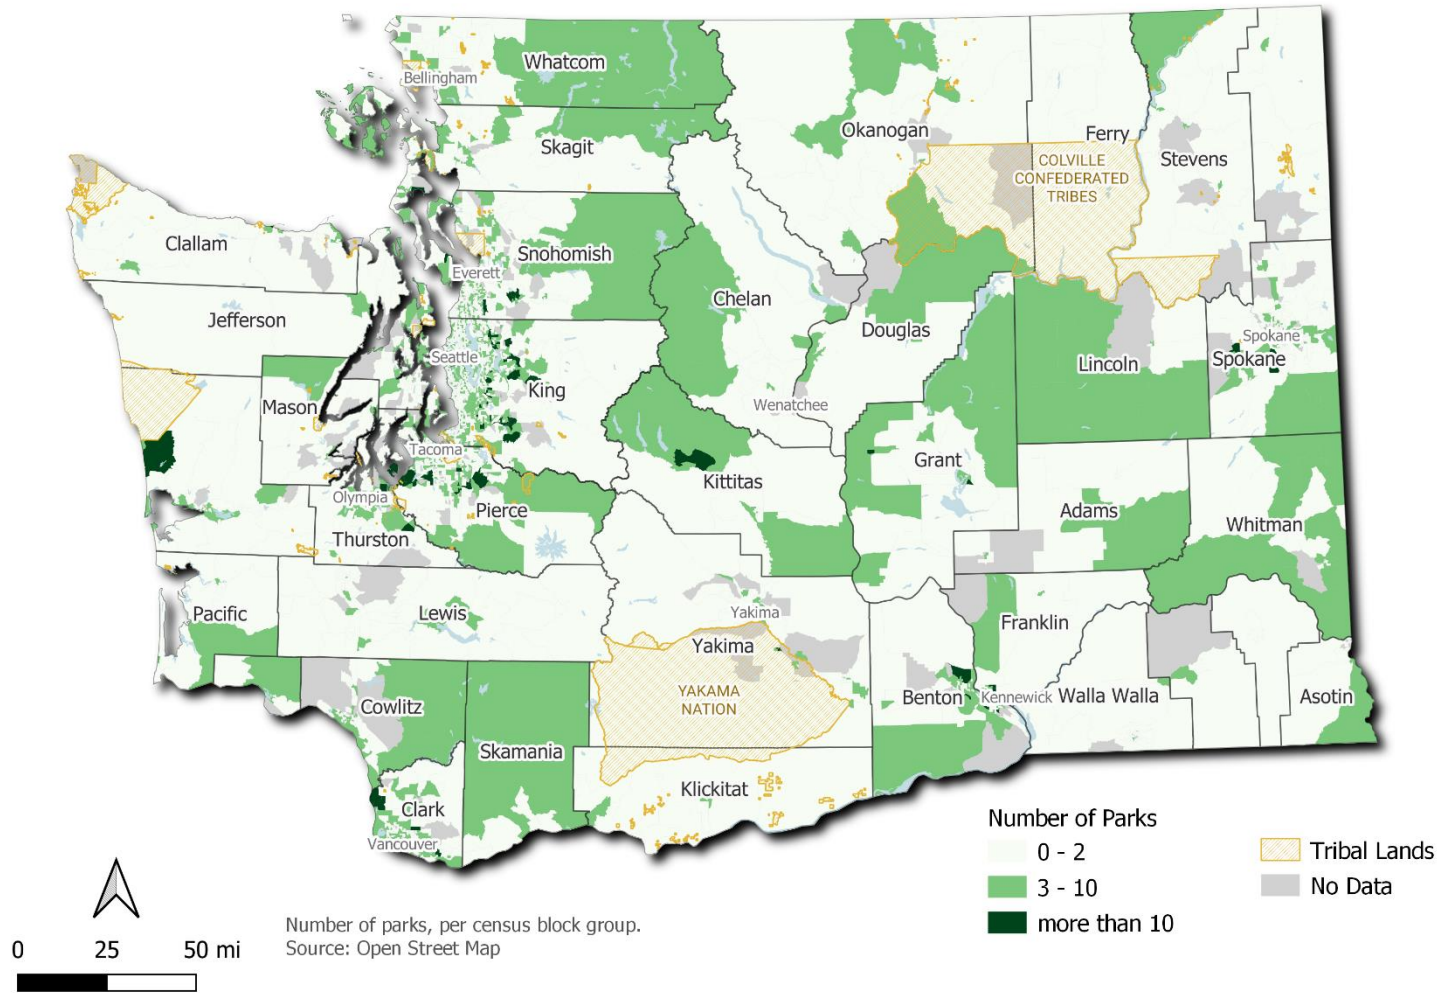 Whatcom
Bellingham
Okanogan
Ferry
Skagit
Stevens
COLVILLE
CONFEDERATED
TRIBES
Clallam
Snohomish
Everett
Chelan
Jefferson
Douglas
Seattle
Spokane
Spokane
Lincoln
King
Mason
Wenatchee
Tacoma
Grant
Kittitas
Olympia
Pierce
Adams
Whitman
Thurston
Pacific
Lewis
Yakima
Franklin
Yakima
YAKAMA
NATION
Benton
Kennewick
Walla Walla
Asotin
Cowlitz
Skamania
Klickitat
Clark
Vancouver
Number of Parks
0 - 2
3 - 10
more than 10
Tribal Lands
No Data
Number of parks, per census block group.
Source: Open Street Map
0 25 50 mi